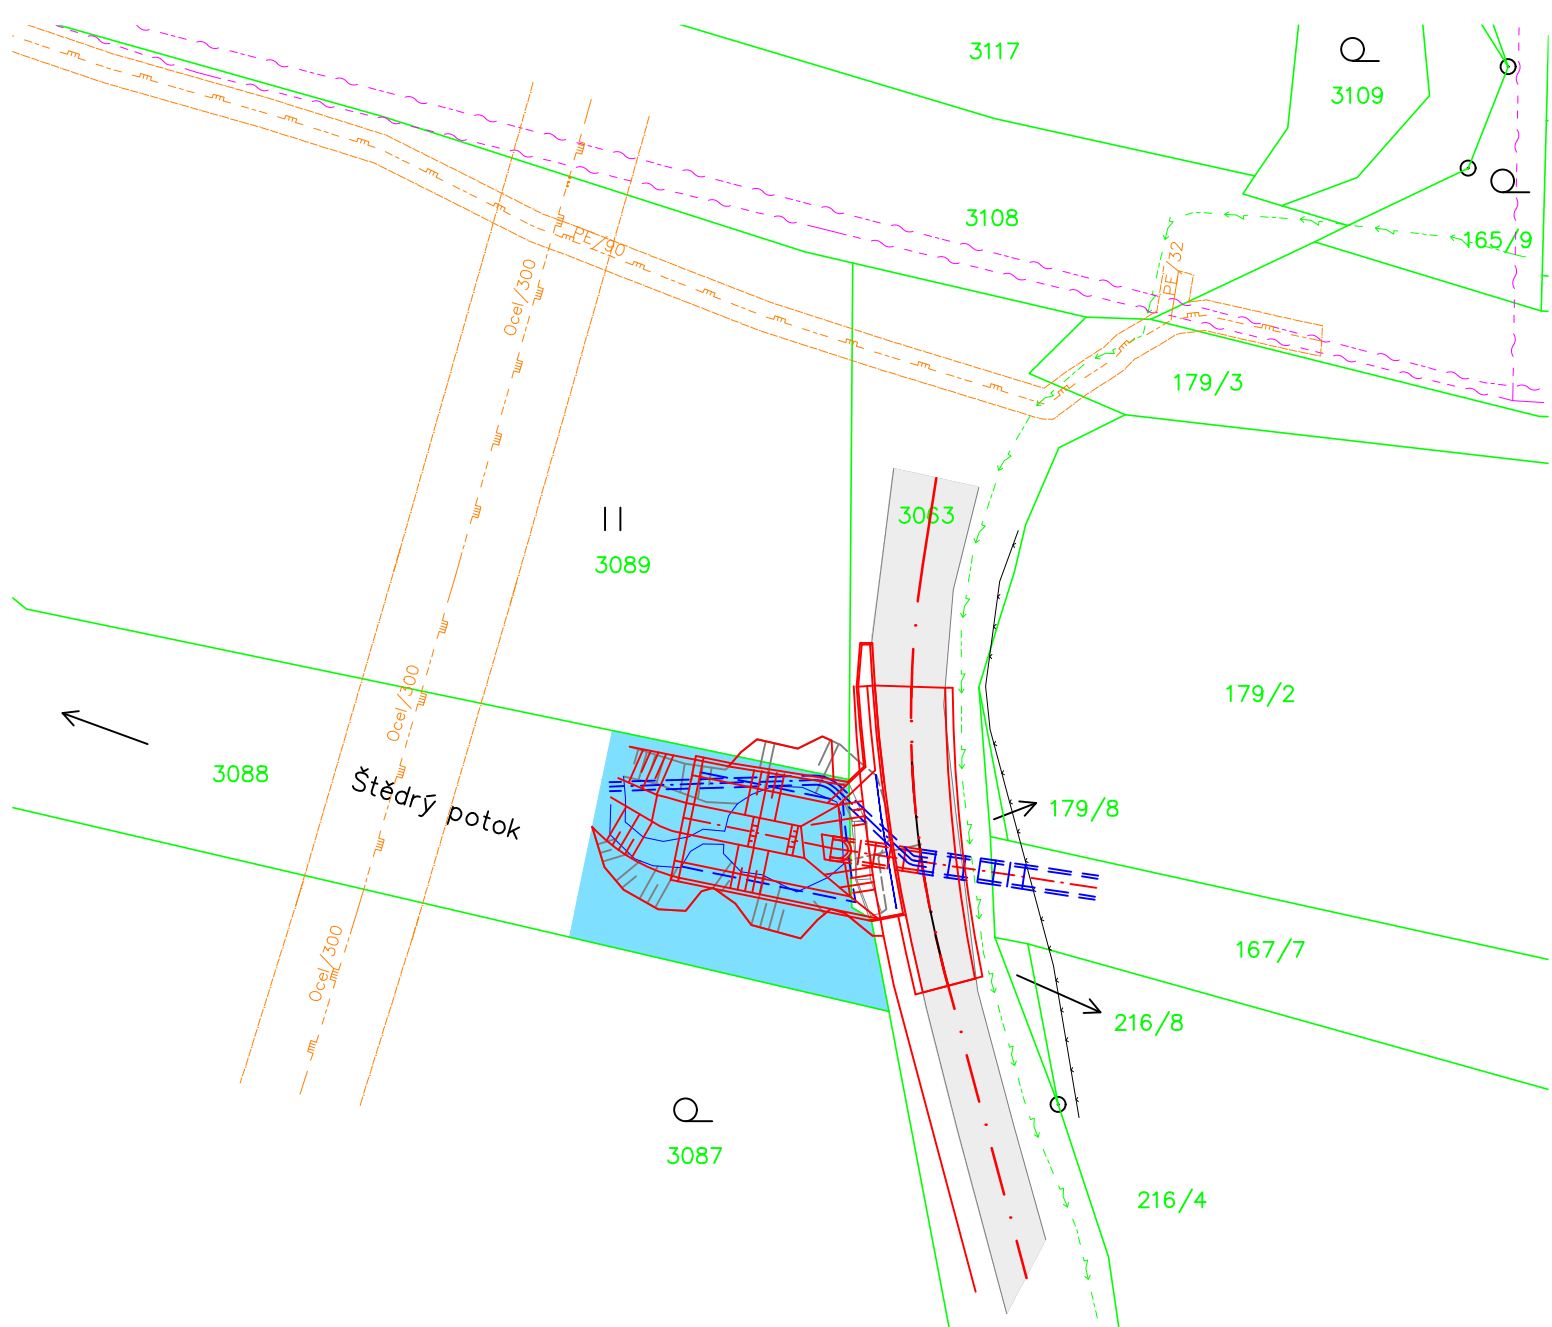 3117
3109
3108
165/9
PE/90
PE/32
Ocel/300
179/3
3063
3089
179/2
Ocel/300
3088
Štědrý potok
179/8
167/7
Ocel/300
216/8
3087
216/4